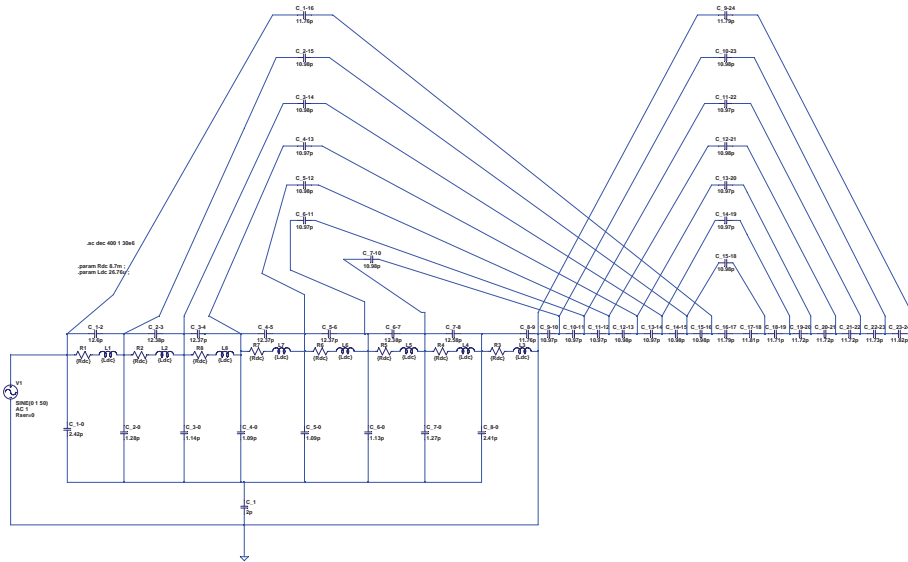 C_1-16
11.76p
C_9-24
11.79p
C_2-15
10.98p
C_10-23
10.98p
C_3-14
10.98p
C_11-22
10.97p
C_4-13
10.97p
C_12-21
10.98p
C_5-12
10.98p
C_13-20
10.97p
C_6-11
10.97p
C_14-19
10.97p
.ac dec 400 1 30e6
C_7-10
10.98p
C_15-18
10.98p
.param Rdc 8.7m ;
.param Ldc 26.76u ;
C_1-2
12.6p
C_2-3
12.38p
C_3-4
12.37p
C_4-5
12.37p
C_5-6
12.37p
C_6-7
12.38p
C_7-8
12.58p
C_8-9
11.76p
C_9-10
10.97p
C_10-11
10.97p
C_11-12
10.97p
C_12-13
10.98p
C_13-14
10.97p
C_14-15
10.98p
C_15-16
10.98p
C_16-17
11.79p
C_17-18
11.81p
C_18-19
11.71p
C_19-20
11.72p
C_20-21
11.72p
C_21-22
11.72p
C_22-23
11.73p
C_23-24
11.82p
R1
{Rdc}
L1
{Ldc}
R2
{Rdc}
L2
{Ldc}
R8
{Rdc}
L8
{Ldc}
R7
{Rdc}
L7
{Ldc}
R6
{Rdc}
L6
{Ldc}
R5
{Rdc}
L5
{Ldc}
R4
{Rdc}
L4
{Ldc}
R3
{Rdc}
L3
{Ldc}
V1
SINE(0 1 50)
AC 1
Rser=0
C_1-0
2.42p
C_2-0
1.28p
C_3-0
1.14p
C_4-0
1.09p
C_5-0
1.09p
C_6-0
1.13p
C_7-0
1.27p
C_8-0
2.41p
C_1
2p